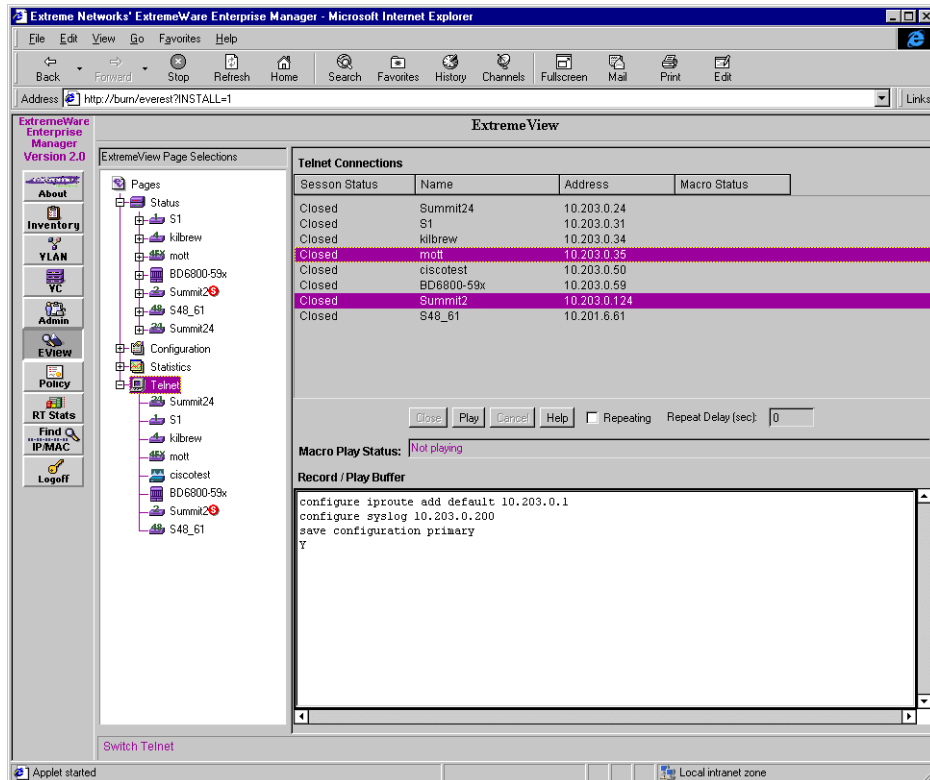 Extreme Networks' ExtremeWare Enterprise Manager - Microsoft Internet Explorer
File Edit View Go Favorites Help
Back Forward Stop Refresh Home Search Favorites History Channels Fullscreen Mail Print Edit
Address http://burn/everest?INSTALL=1 Links
ExtremeWare
Enterprise
Manager
Version 2.0
About
Inventory
VLAN
VC
Admin
EView
Policy
RT Stats
Find
IP/MAC
Logoff
ExtremeView
ExtremeView Page Selections
Pages
Status
S1
kilbrew
mott
BD6800-59x
Summit2 S
S48_61
Summit24
Configuration
Statistics
Telnet
Summit24
S1
kilbrew
mott
ciscotest
BD6800-59x
Summit2 S
S48_61
Telnet Connections
Sesson Status Name Address Macro Status
Closed Summit24 10.203.0.24
Closed S1 10.203.0.31
Closed kilbrew 10.203.0.34
Closed mott 10.203.0.35
Closed ciscotest 10.203.0.50
Closed BD6800-59x 10.203.0.59
Closed Summit2 10.203.0.124
Closed S48_61 10.201.6.61
Close Play Cancel Help Repeating Repeat Delay (sec): 0
Macro Play Status: Not playing
Record / Play Buffer
configure iproute add default 10.203.0.1
configure syslog 10.203.0.200
save configuration primary
Y
Switch Telnet
Applet started Local intranet zone